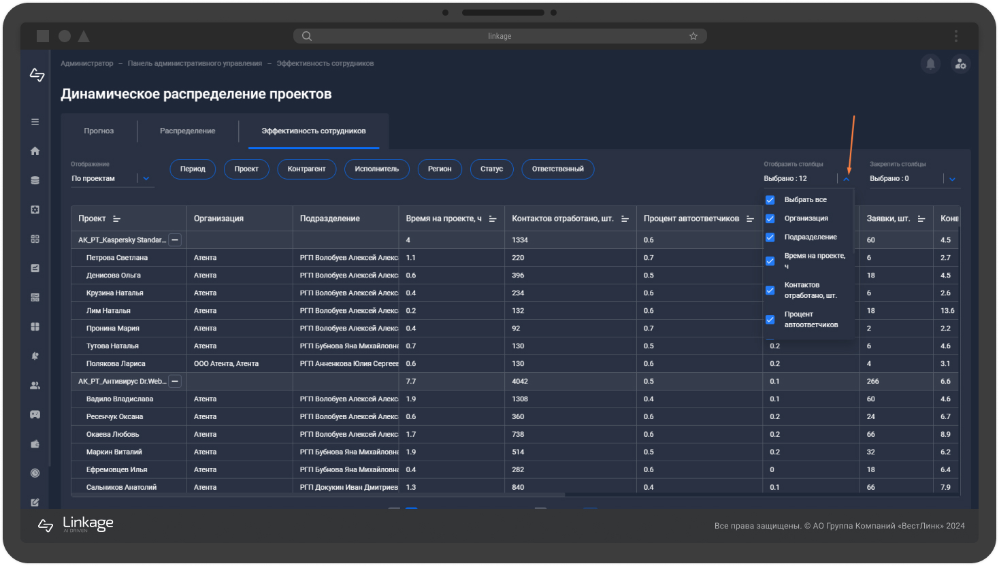 linkage
Администратор – Панель административного управления – Эффективность сотрудников
Динамическое распределение проектов
Прогноз Распределение Эффективность сотрудников
Отображение
По проектам
Период Проект Контрагент Исполнитель Регион Статус Ответственный
Отобразить столбцы
Выбрано : 12
Закрепить столбцы
Выбрано : 0
Выбрать все
Организация
Подразделение
Время на проекте,
ч
Контактов
отработано, шт.
Процент
автоответчиков
Проект Организация Подразделение Время на проекте, ч Контактов отработано, шт. Процент автоответчиков Заявки, шт. Конв
AK_PT_Kaspersky Standar... 4 1334 0.6 60 4.5
Петрова Светлана Атента РГП Волобуев Алексей Алекс 1.1 220 0.7 6 2.7
Денисова Ольга Атента РГП Волобуев Алексей Алекс 0.6 396 0.5 18 4.5
Крузина Наталья Атента РГП Волобуев Алексей Алекс 0.4 234 0.6 6 2.6
Лим Наталья Атента РГП Волобуев Алексей Алекс 0.2 132 0.6 18 13.6
Пронина Мария Атента РГП Волобуев Алексей Алекс 0.4 92 0.7 2 2.2
Тутова Наталья Атента РГП Бубнова Яна Михайловна 0.7 130 0.5 0.2 6 4.6
Полякова Лариса ООО Атента, Атента РГП Анненкова Юлия Сергеев 0.6 130 0.6 0.2 4 3.1
AK_PT_Антивирус Dr.Web... 7.7 4042 0.5 0.1 266 6.6
Вадило Владислава Атента РГП Волобуев Алексей Алекс 1.9 1308 0.4 0.1 60 4.6
Ресенчук Оксана Атента РГП Волобуев Алексей Алекс 0.6 360 0.6 0.2 24 6.7
Окаева Любовь Атента РГП Волобуев Алексей Алекс 1.7 738 0.6 0.2 66 8.9
Маркин Виталий Атента РГП Бубнова Яна Михайловна 1.9 514 0.5 0.2 32 6.2
Ефремовцев Илья Атента РГП Бубнова Яна Михайловна 0.4 282 0.6 0 18 6.4
Сальников Анатолий Атента РГП Докукин Иван Дмитриев 1.3 840 0.4 0.1 66 7.9
Linkage
AI DRIVEN
Все права защищены. © АО Группа Компаний «ВестЛинк» 2024